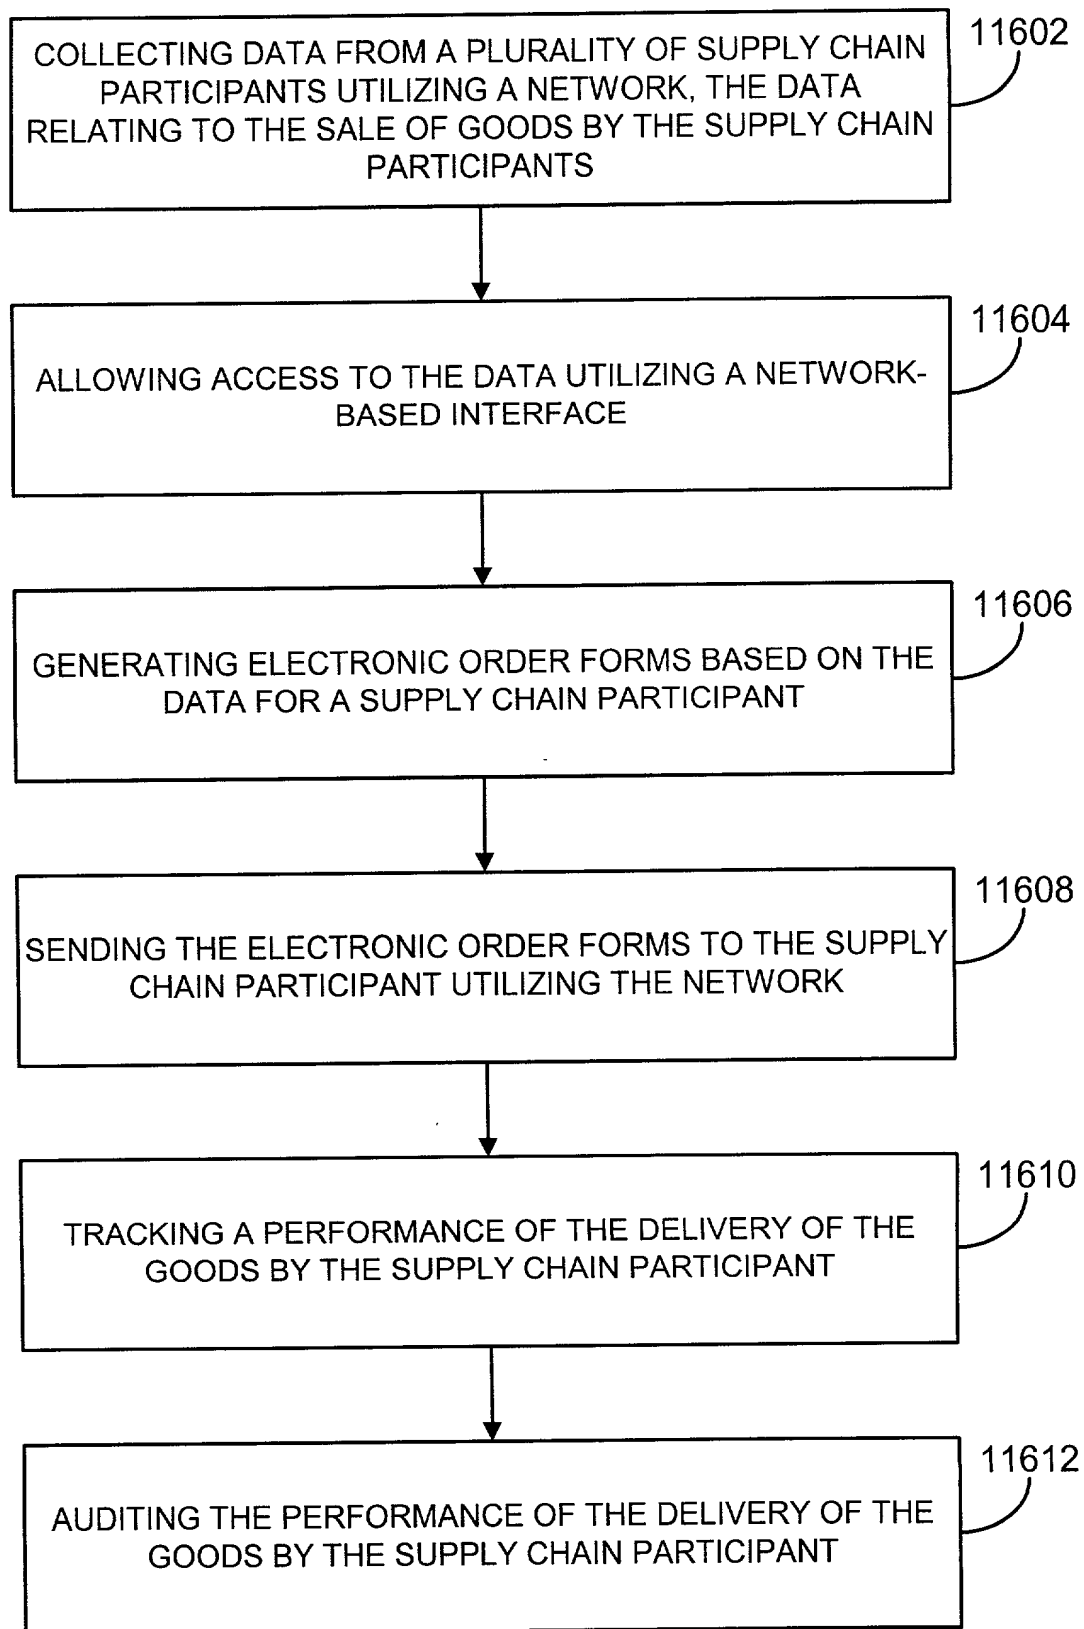 COLLECTING DATA FROM A PLURALITY OF SUPPLY CHAIN
PARTICIPANTS UTILIZING A NETWORK, THE DATA
RELATING TO THE SALE OF GOODS BY THE SUPPLY CHAIN
PARTICIPANTS
11602
ALLOWING ACCESS TO THE DATA UTILIZING A NETWORK-
BASED INTERFACE
11604
GENERATING ELECTRONIC ORDER FORMS BASED ON THE
DATA FOR A SUPPLY CHAIN PARTICIPANT
11606
SENDING THE ELECTRONIC ORDER FORMS TO THE SUPPLY
CHAIN PARTICIPANT UTILIZING THE NETWORK
11608
TRACKING A PERFORMANCE OF THE DELIVERY OF THE
GOODS BY THE SUPPLY CHAIN PARTICIPANT
11610
AUDITING THE PERFORMANCE OF THE DELIVERY OF THE
GOODS BY THE SUPPLY CHAIN PARTICIPANT
11612